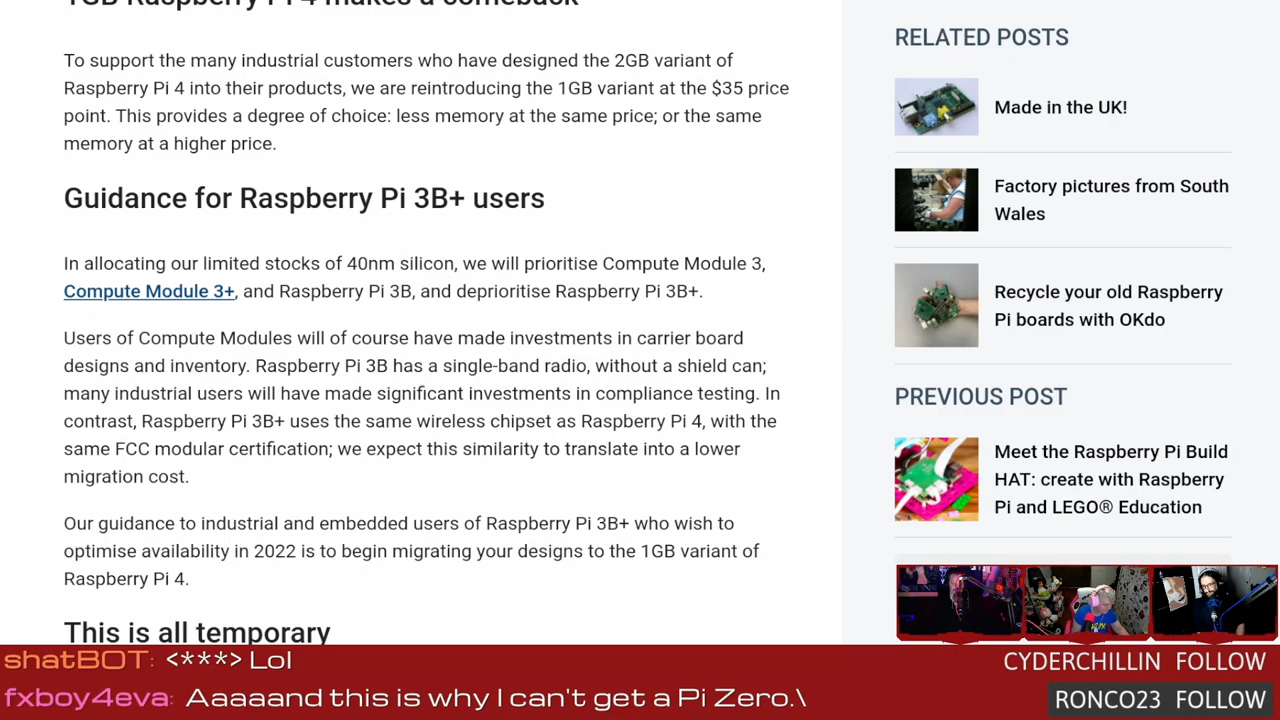 1GB Raspberry Pi 4 makes a comeback
To support the many industrial customers who have designed the 2GB variant of
Raspberry Pi 4 into their products, we are reintroducing the 1GB variant at the $35 price
point. This provides a degree of choice: less memory at the same price; or the same
memory at a higher price.
Guidance for Raspberry Pi 3B+ users
In allocating our limited stocks of 40nm silicon, we will prioritise Compute Module 3,
Compute Module 3+, and Raspberry Pi 3B, and deprioritise Raspberry Pi 3B+.
Users of Compute Modules will of course have made investments in carrier board
designs and inventory. Raspberry Pi 3B has a single-band radio, without a shield can;
many industrial users will have made significant investments in compliance testing. In
contrast, Raspberry Pi 3B+ uses the same wireless chipset as Raspberry Pi 4, with the
same FCC modular certification; we expect this similarity to translate into a lower
migration cost.
Our guidance to industrial and embedded users of Raspberry Pi 3B+ who wish to
optimise availability in 2022 is to begin migrating your designs to the 1GB variant of
Raspberry Pi 4.
This is all temporary
RELATED POSTS
Made in the UK!
Factory pictures from South
Wales
Recycle your old Raspberry
Pi boards with OKdo
PREVIOUS POST
Meet the Raspberry Pi Build
HAT: create with Raspberry
Pi and LEGO® Education
shatBOT: <***> Lol
fxboy4eva: Aaaaand this is why I can't get a Pi Zero.\
CYDERCHILLIN FOLLOW
RONCO23 FOLLOW